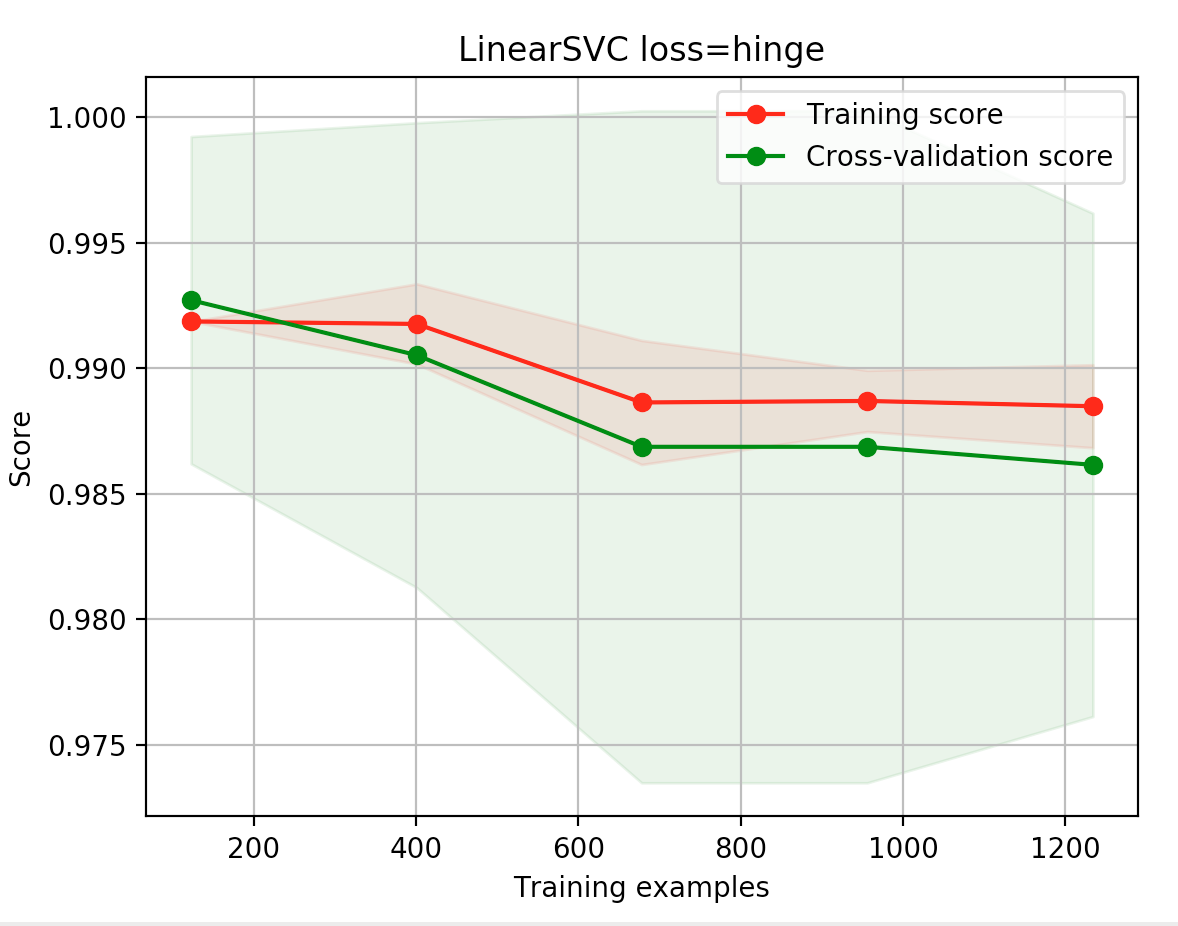 LinearSVC loss=hinge
Training score
Cross-validation score
1.000
0.995
0.990
0.985
0.980
0.975
Score
200 400 600 800 1000 1200
Training examples